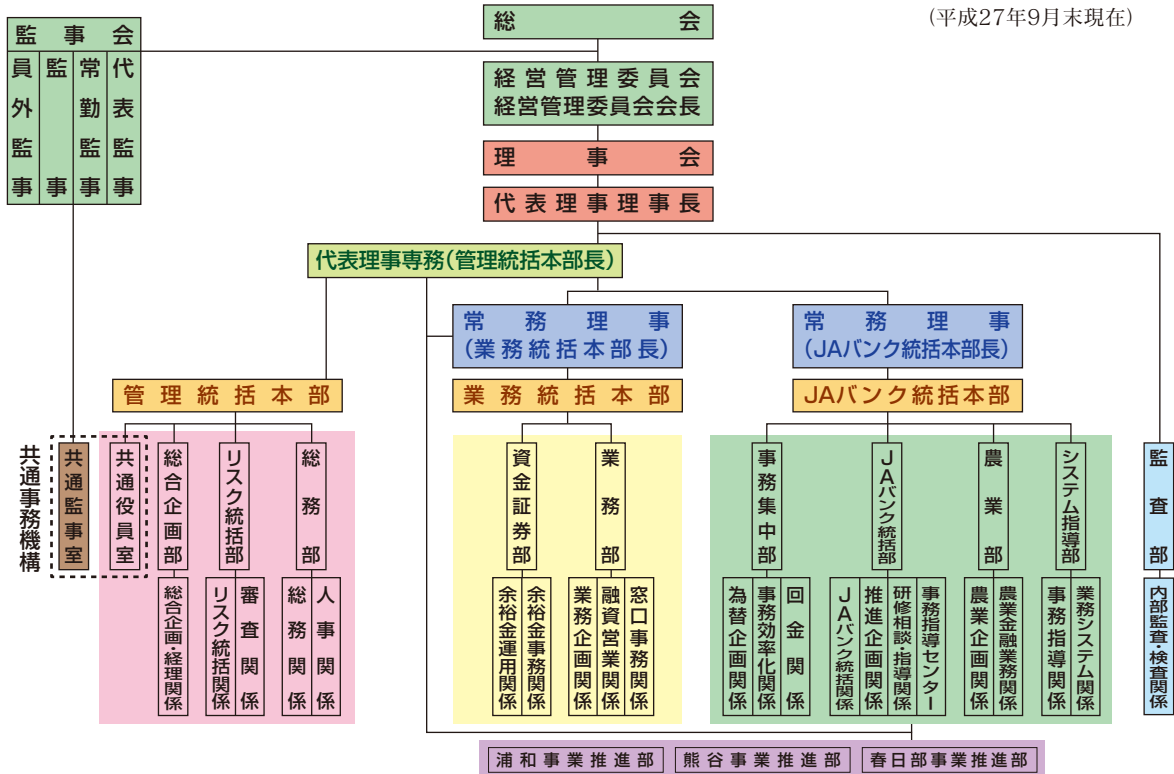 (平成27年9月末現在)
総会
監事会
代表監事
常勤監事
監事
員外監事
経営管理委員会
経営管理委員会会長
理事会
代表理事理事長
代表理事専務(管理統括本部長)
常務理事
(業務統括本部長)
常務理事
(JAバンク統括本部長)
管理統括本部
業務統括本部
JAバンク統括本部
共通事務機構
共通監事室
共通役員室
総合企画部
リスク統括部
総務部
資金証券部
業務部
事務集中部
JAバンク統括部
農業部
システム指導部
監査部
総合企画・経理関係
リスク統括関係
審査関係
総務関係
人事関係
余裕金運用関係
余裕金事務関係
業務企画関係
融資営業関係
窓口事務関係
為替企画関係
事務効率化関係
回金関係
JAバンク統括関係
推進企画関係
研修相談・指導関係
事務指導センター
農業企画関係
農業金融業務関係
事務指導関係
業務システム関係
内部監査・検査関係
浦和事業推進部
熊谷事業推進部
春日部事業推進部